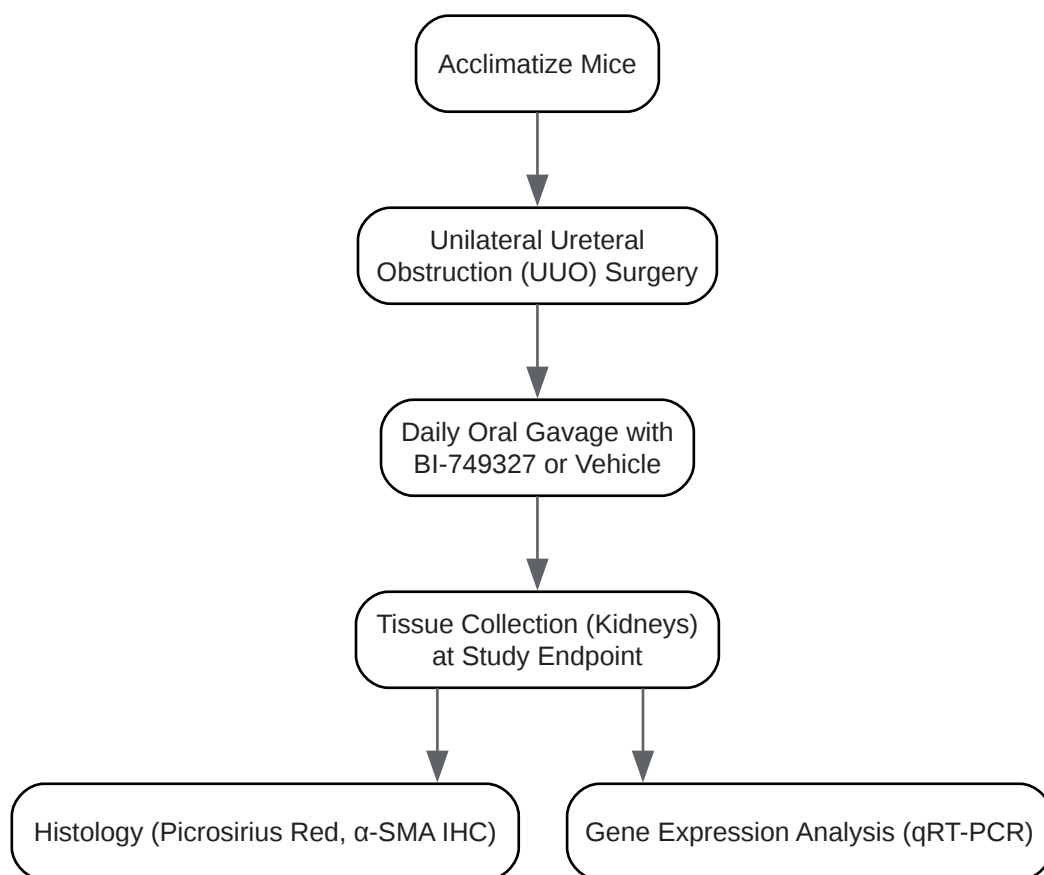 Acclimatize Mice
Unilateral Ureteral
Obstruction (UUO) Surgery
Daily Oral Gavage with
BI-749327 or Vehicle
Tissue Collection (Kidneys)
at Study Endpoint
Histology (Picrosirius Red, α-SMA IHC)
Gene Expression Analysis (qRT-PCR)